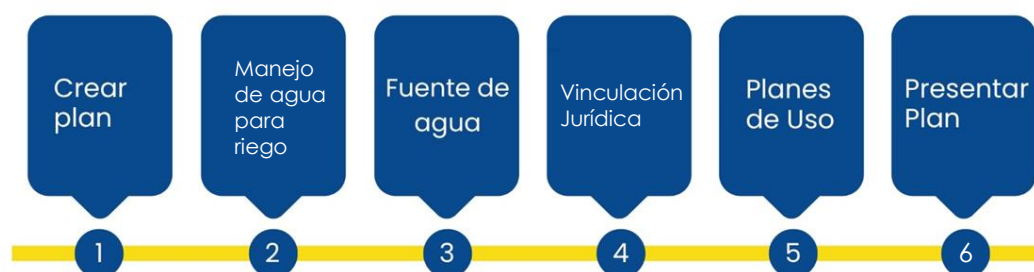 Crear
plan
Manejo
de agua
para
riego
Fuente de
agua
Vinculación
Jurídica
Planes
de Uso
Presentar
Plan
1
2
3
4
5
6